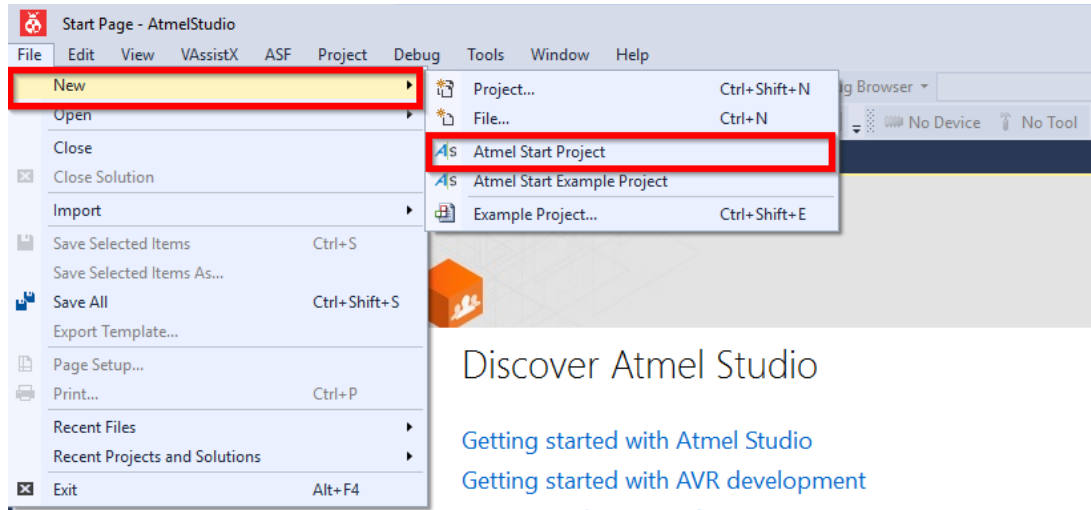 Start Page - AtmelStudio
File Edit View VAssistX ASF Project Debug Tools Window Help
New
Open
Close
Close Solution
Import
Save Selected Items Ctrl+S
Save Selected Items As...
Save All Ctrl+Shift+S
Export Template...
Page Setup...
Print... Ctrl+P
Recent Files
Recent Projects and Solutions
Exit Alt+F4
Project... Ctrl+Shift+N
File... Ctrl+N
Atmel Start Project
Atmel Start Example Project
Example Project... Ctrl+Shift+E
Browser
No Device No Tool
Discover Atmel Studio
Getting started with Atmel Studio
Getting started with AVR development